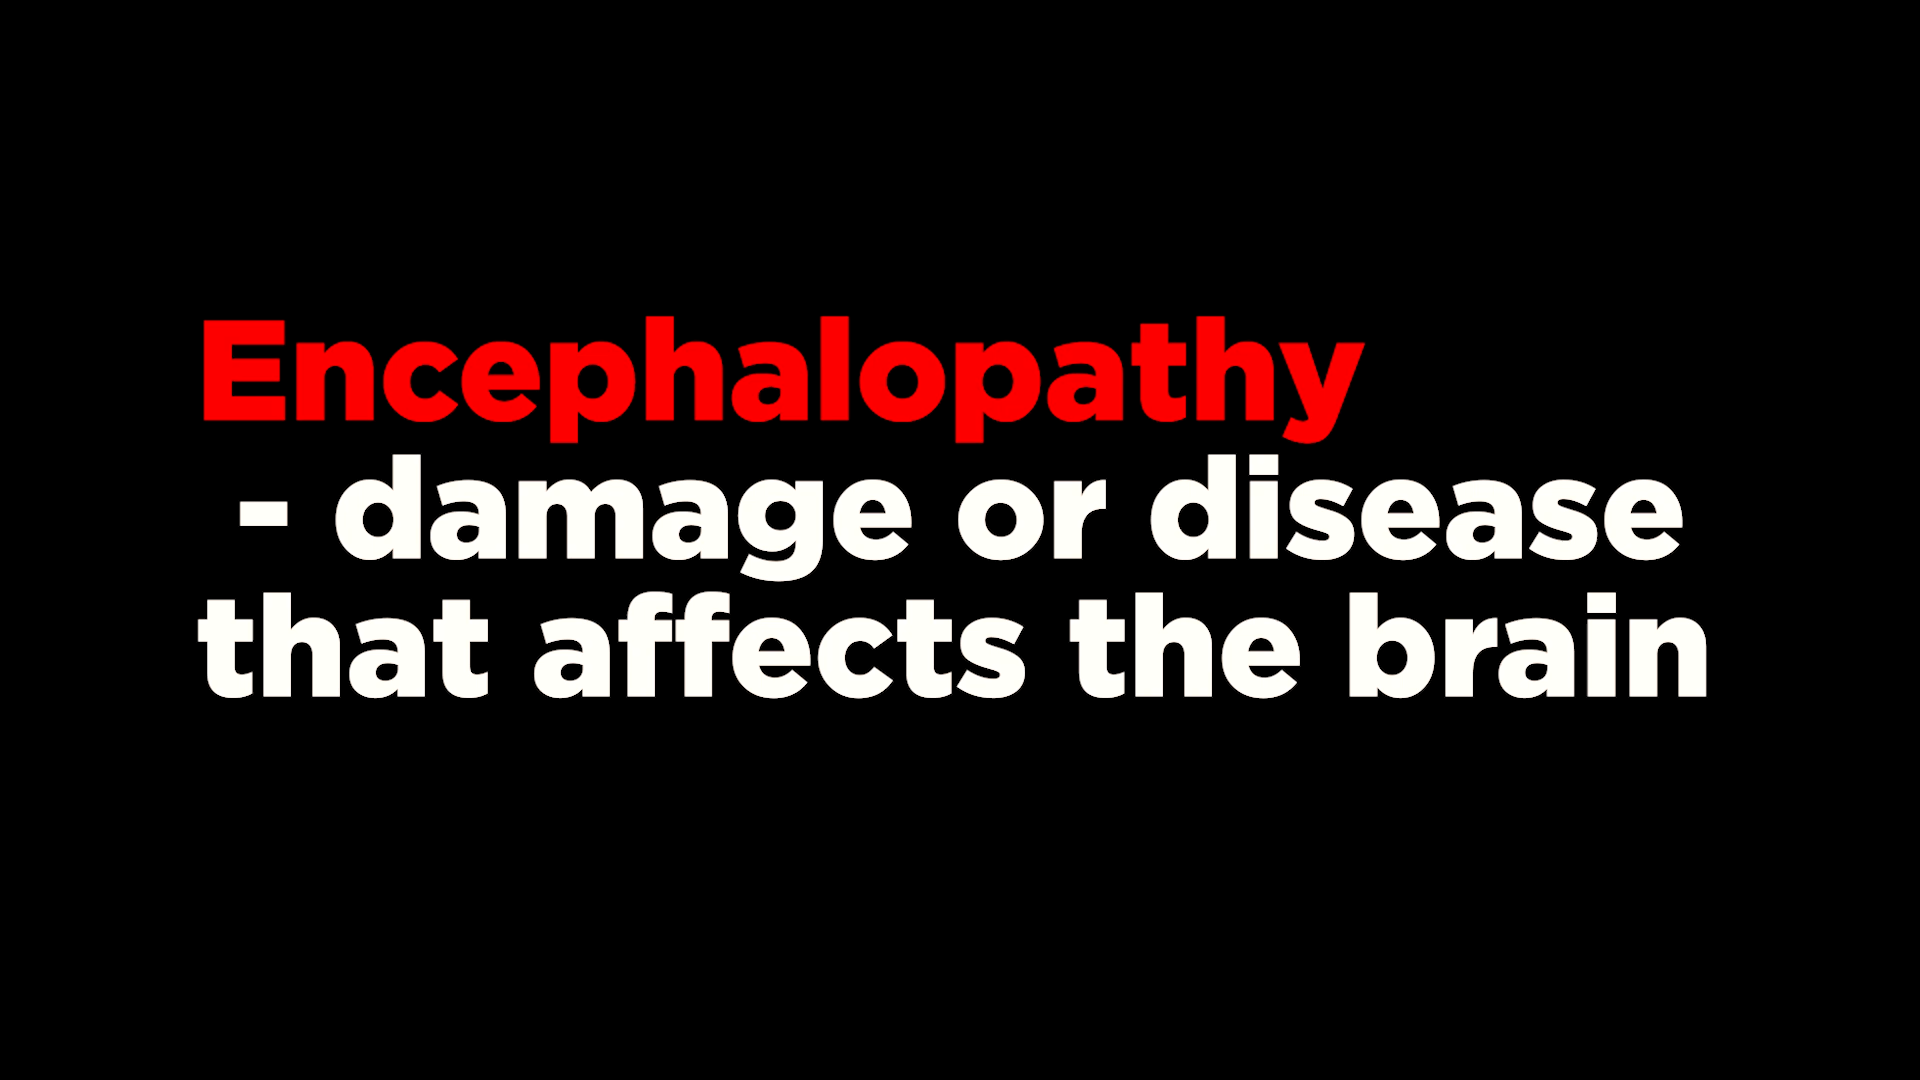 Encephalopathy
- damage or disease
that affects the brain